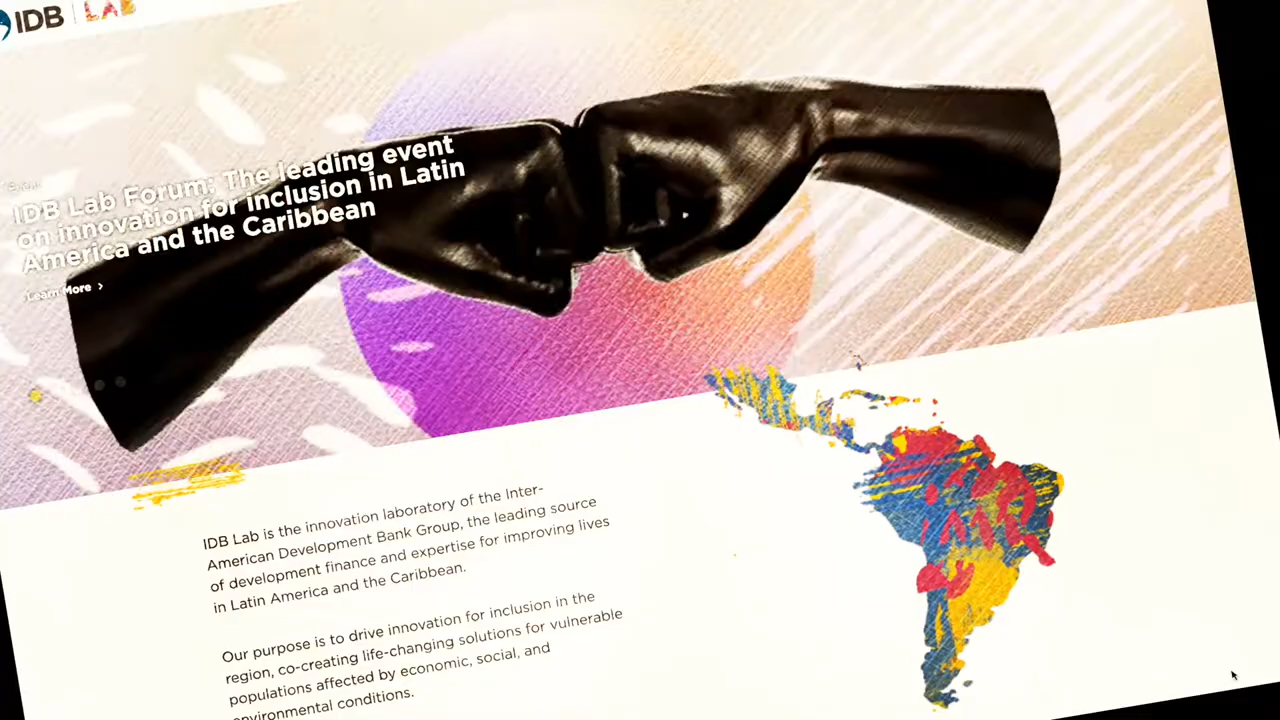 IDB | LAB
IDB Lab Forum: The leading event
on innovation for inclusion in Latin
America and the Caribbean
Learn More >
IDB Lab is the innovation laboratory of the Inter-
American Development Bank Group, the leading source
of development finance and expertise for improving lives
in Latin America and the Caribbean.
Our purpose is to drive innovation for inclusion in the
region, co-creating life-changing solutions for vulnerable
populations affected by economic, social, and
environmental conditions.